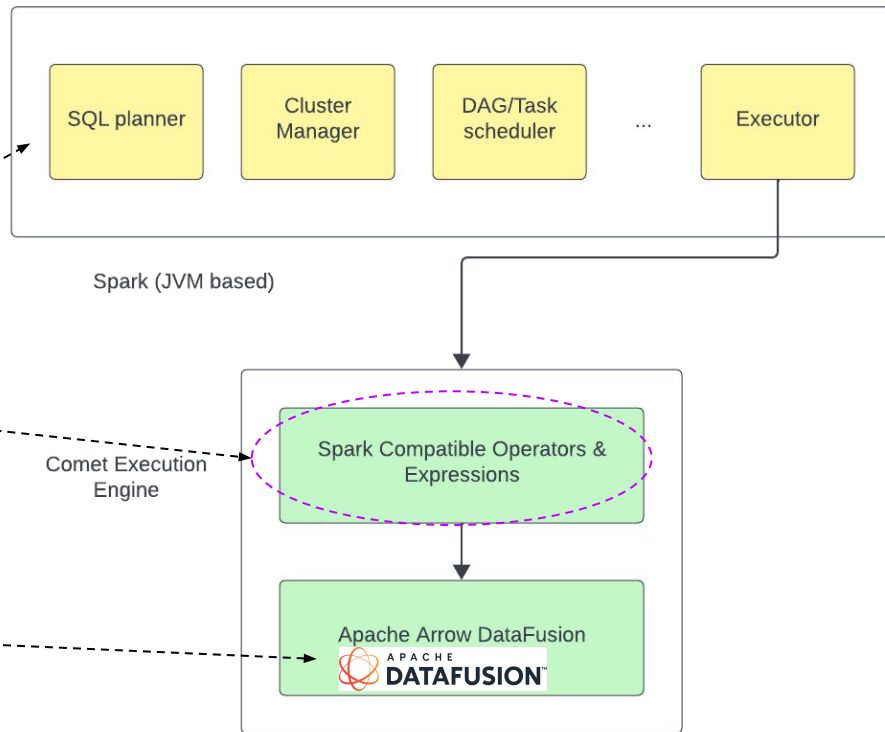 SQL planner
Cluster
Manager
DAG/Task
scheduler
...
Executor
Spark (JVM based)
Spark Compatible Operators &
Expressions
Comet Execution
Engine
Apache Arrow DataFusion
APACHE
DATAFUSION™